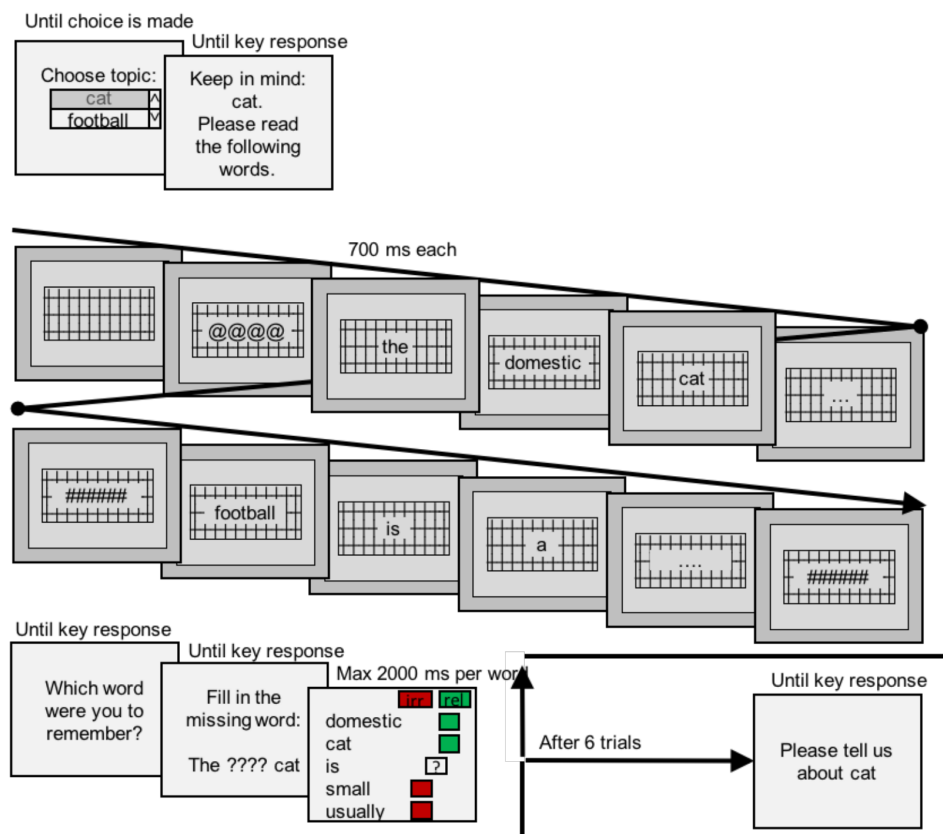 Until choice is made
Until key response
Choose topic:
cat
football
Keep in mind:
cat.
Please read
the following
words.
700 ms each
@@@@
the
domestic
cat
...
#######
football
is
a
....
#######
Until key response
Until key response
Max 2000 ms per word
Which word
were you to
remember?
Fill in the
missing word:
The ???? cat
irr rel
domestic
cat
is ?
small
usually
After 6 trials
Until key response
Please tell us
about cat